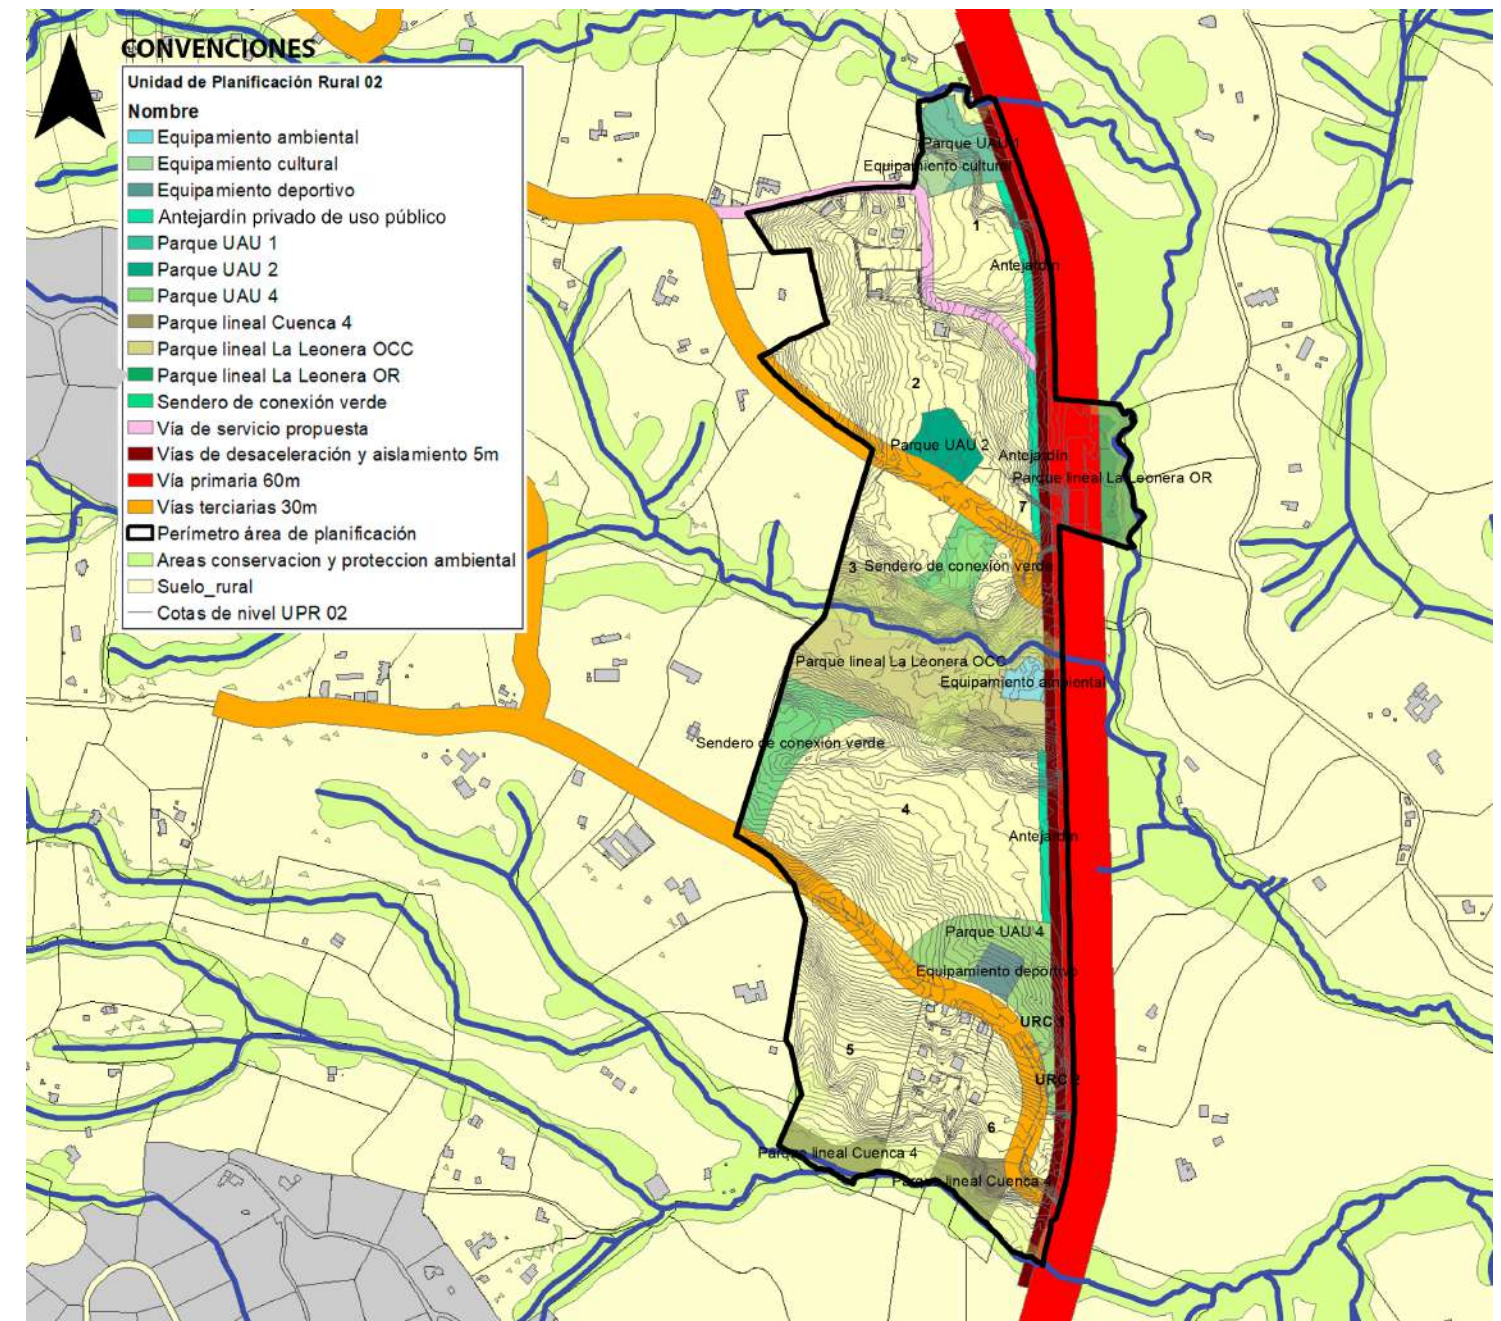 CONVENCIONES
Unidad de Planificación Rural 02
Nombre
Equipamiento ambiental
Equipamiento cultural
Equipamiento deportivo
Antejardín privado de uso público
Parque UAU 1
Parque UAU 2
Parque UAU 4
Parque lineal Cuenca 4
Parque lineal La Leonera OCC
Parque lineal La Leonera OR
Sendero de conexión verde
Vía de servicio propuesta
Vías de desaceleración y aislamiento 5m
Vía primaria 60m
Vías terciarias 30m
Perímetro área de planificación
Areas conservacion y proteccion ambiental
Suelo_rural
Cotas de nivel UPR 02
Parque UAU 1
Equipamiento cultural
1
Antejardín
2
Parque UAU 2
Antejardín
Parque lineal La Leonera OR
7
3
Sendero de conexión verde
Parque lineal La Leonera OCC
Equipamiento ambiental
Sendero de conexión verde
4
Antejardín
Parque UAU 4
Equipamiento deportivo
URC 1
5
URC 2
6
Parque lineal Cuenca 4
Parque lineal Cuenca 4